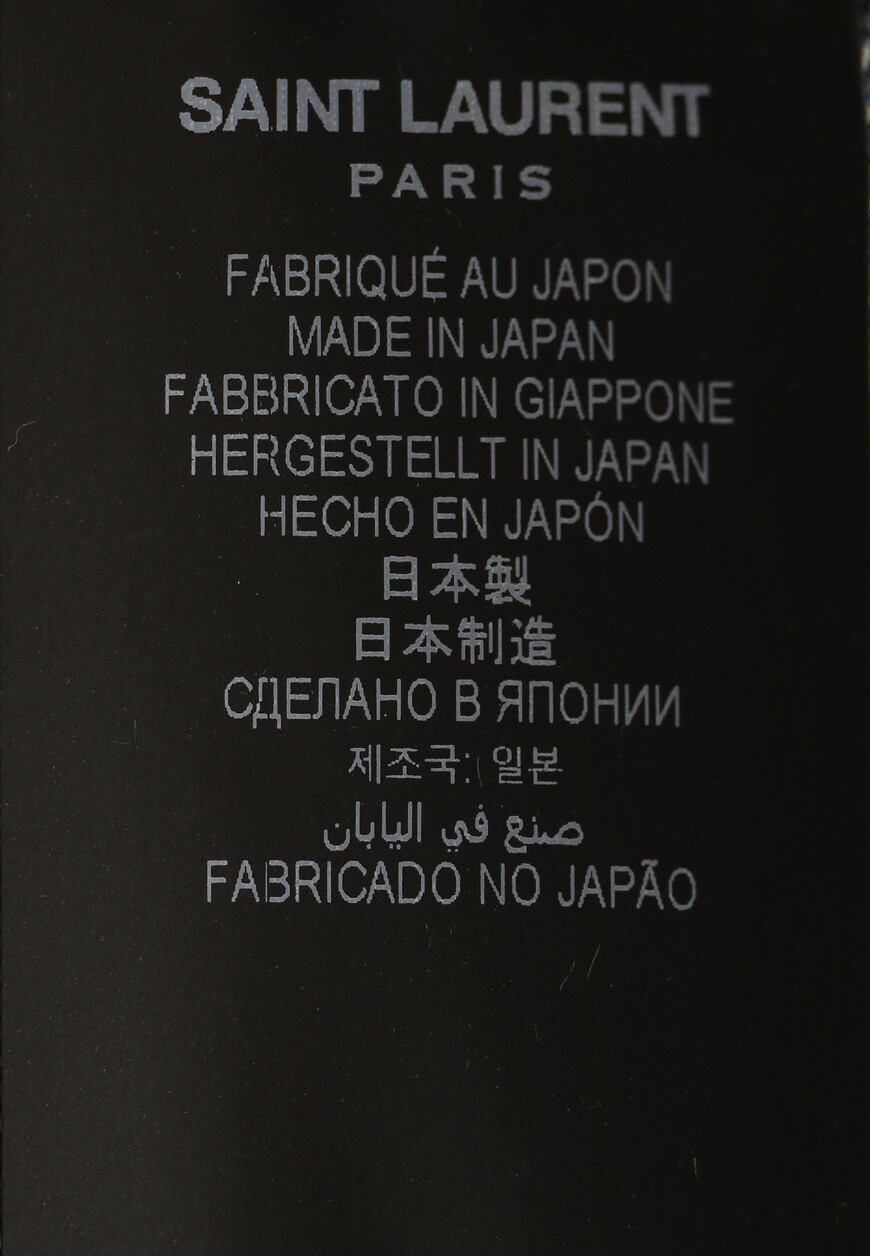 SAINT LAURENT
PARIS
FABRIQUÉ AU JAPON
MADE IN JAPAN
FABBRICATO IN GIAPPONE
HERGESTELLT IN JAPAN
HECHO EN JAPÓN
日本製
日本制造
СДЕЛАНО В ЯПОНИИ
제조국: 일본
صنع في اليابان
FABRICADO NO JAPÃO